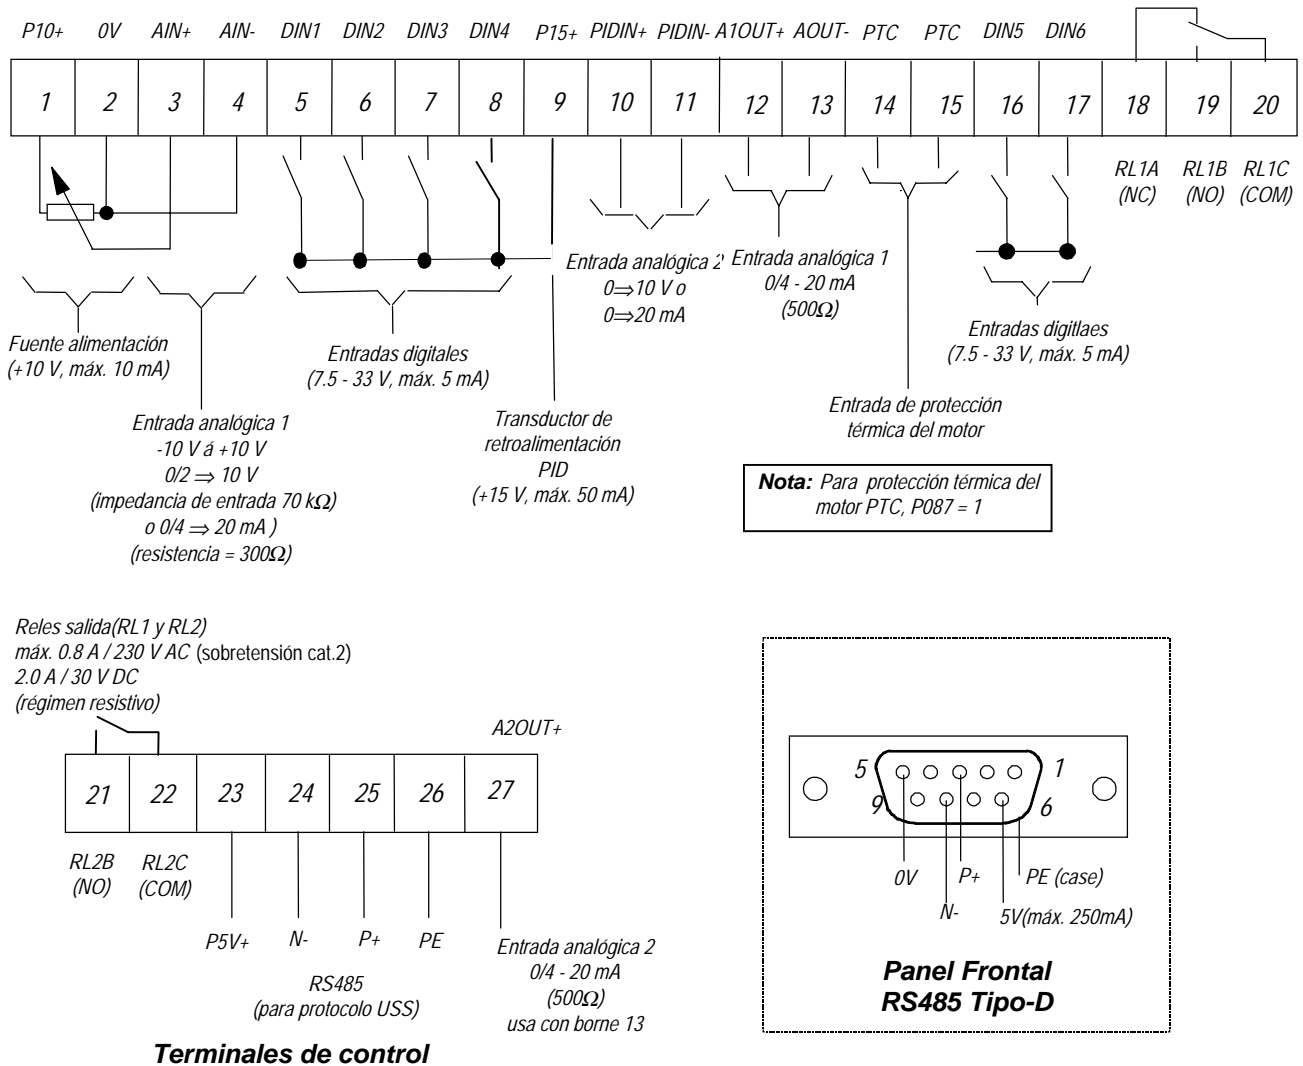 P10+ 0V AIN+ AIN- DIN1 DIN2 DIN3 DIN4 P15+ PIDIN+ PIDIN- A1OUT+ AOUT- PTC PTC DIN5 DIN6
1 2 3 4 5 6 7 8 9 10 11 12 13 14 15 16 17 18 19 20
RL1A RL1B RL1C
(NC) (NO) (COM)
Fuente alimentación
(+10 V, máx. 10 mA)
Entrada analógica 1
-10 V á +10 V
0/2 ⇒ 10 V
(impedancia de entrada 70 kΩ)
o 0/4 ⇒ 20 mA )
(resistencia = 300Ω)
Entradas digitales
(7.5 - 33 V, máx. 5 mA)
Transductor de
retroalimentación
PID
(+15 V, máx. 50 mA)
Entrada analógica 2
0⇒10 V o
0⇒20 mA
Entrada analógica 1
0/4 - 20 mA
(500Ω)
Entrada de protección
térmica del motor
Entradas digitlaes
(7.5 - 33 V, máx. 5 mA)
Nota: Para protección térmica del
motor PTC, P087 = 1
Reles salida(RL1 y RL2)
máx. 0.8 A / 230 V AC (sobretensión cat.2)
2.0 A / 30 V DC
(régimen resistivo)
A2OUT+
21 22 23 24 25 26 27
RL2B RL2C
(NO) (COM)
P5V+ N- P+ PE
RS485
(para protocolo USS)
Entrada analógica 2
0/4 - 20 mA
(500Ω)
usa con borne 13
Terminales de control
5 1
9 6
0V P+ PE (case)
N- 5V(máx. 250mA)
Panel Frontal
RS485 Tipo-D